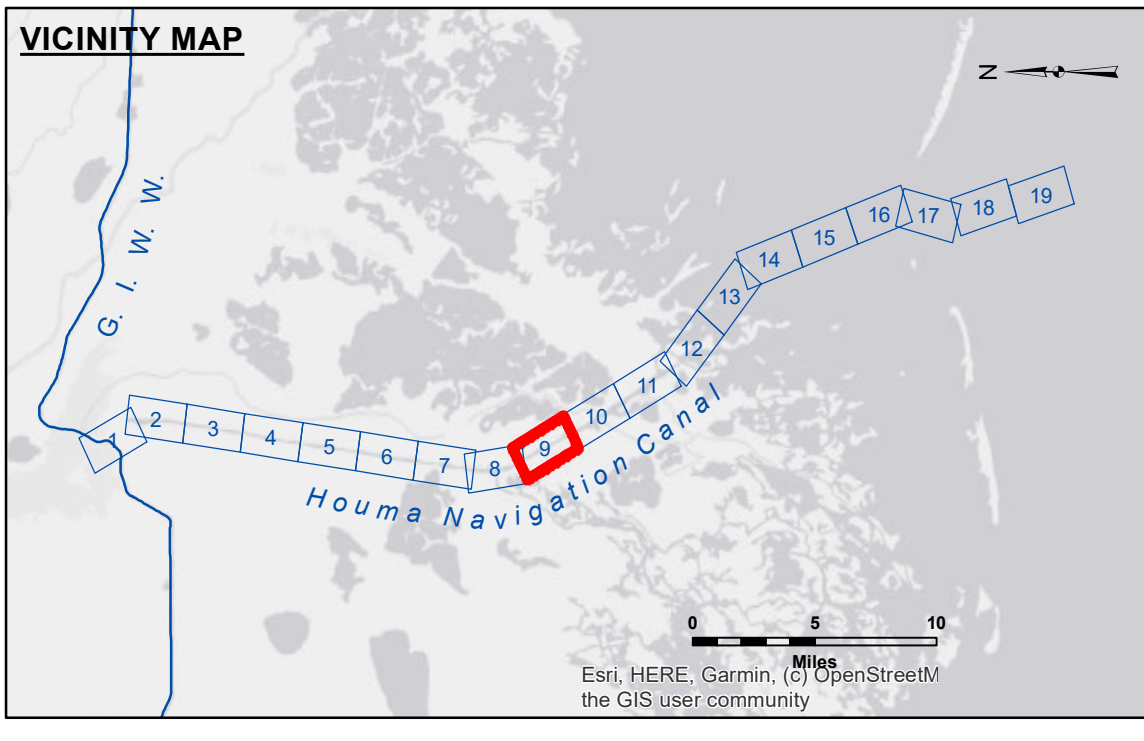 VICINITY MAP
N
G. I. W. W.
1
2
3
4
5
6
7
8
9
10
11
12
13
14
15
16
17
18
19
Houma Navigation Canal
0 5 10
Miles
Esri, HERE, Garmin, (c) OpenStreetM
the GIS user community